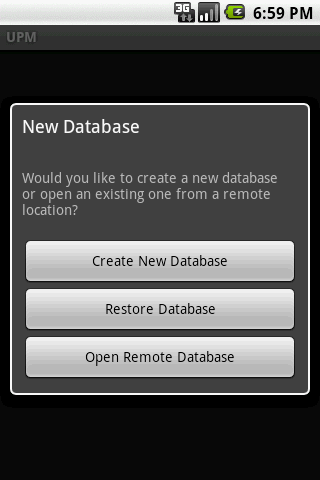 3G 6:59 PM
UPM
New Database
Would you like to create a new database
or open an existing one from a remote
location?
Create New Database
Restore Database
Open Remote Database